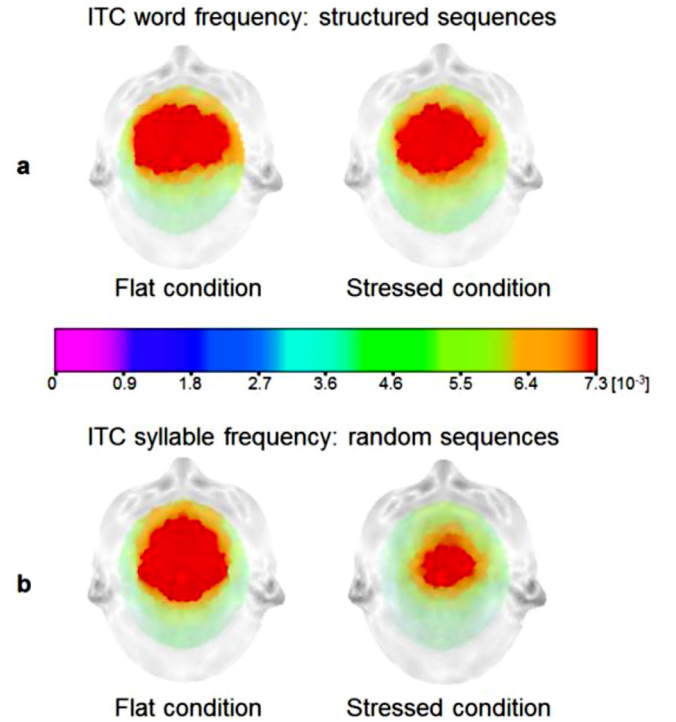 ITC word frequency: structured sequences
a
Flat condition
Stressed condition
0 0.9 1.8 2.7 3.6 4.6 5.5 6.4 7.3 [10⁻³]
ITC syllable frequency: random sequences
b
Flat condition
Stressed condition